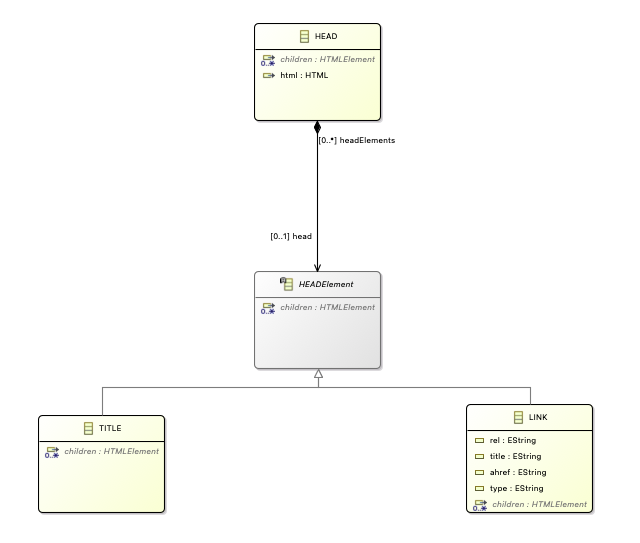 HEAD
0..* children : HTMLElement
html : HTML
[0..*] headElements
[0..1] head
HEADElement
0..* children : HTMLElement
TITLE
0..* children : HTMLElement
LINK
rel : EString
title : EString
ahref : EString
type : EString
0..* children : HTMLElement